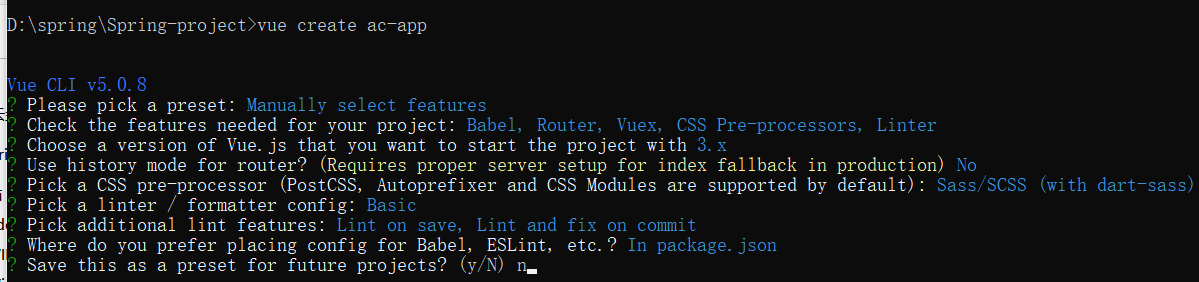 D:\spring\Spring-project>vue create ac-app
Vue CLI v5.0.8
? Please pick a preset: Manually select features
? Check the features needed for your project: Babel, Router, Vuex, CSS Pre-processors, Linter
? Choose a version of Vue.js that you want to start the project with 3.x
? Use history mode for router? (Requires proper server setup for index fallback in production) No
? Pick a CSS pre-processor (PostCSS, Autoprefixer and CSS Modules are supported by default): Sass/SCSS (with dart-sass)
? Pick a linter / formatter config: Basic
? Pick additional lint features: Lint on save, Lint and fix on commit
? Where do you prefer placing config for Babel, ESLint, etc.? In package.json
? Save this as a preset for future projects? (y/N) n